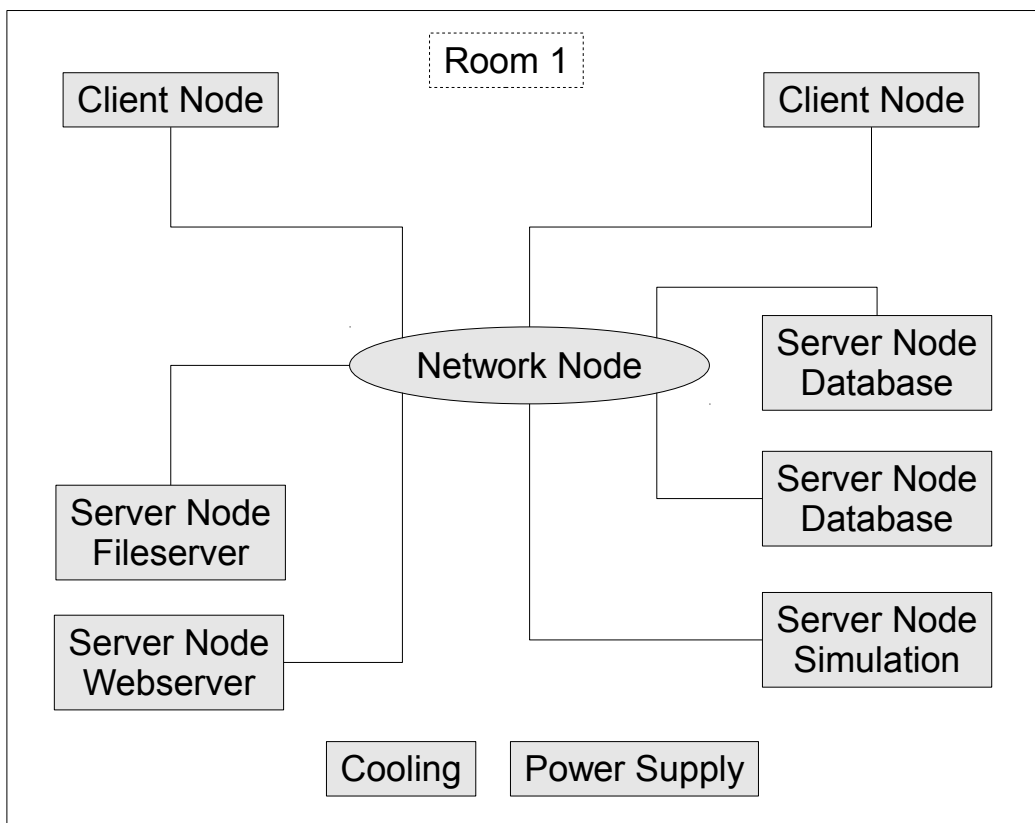 Room 1
Client Node
Client Node
Network Node
Server Node
Database
Server Node
Database
Server Node
Fileserver
Server Node
Simulation
Server Node
Webserver
Cooling
Power Supply